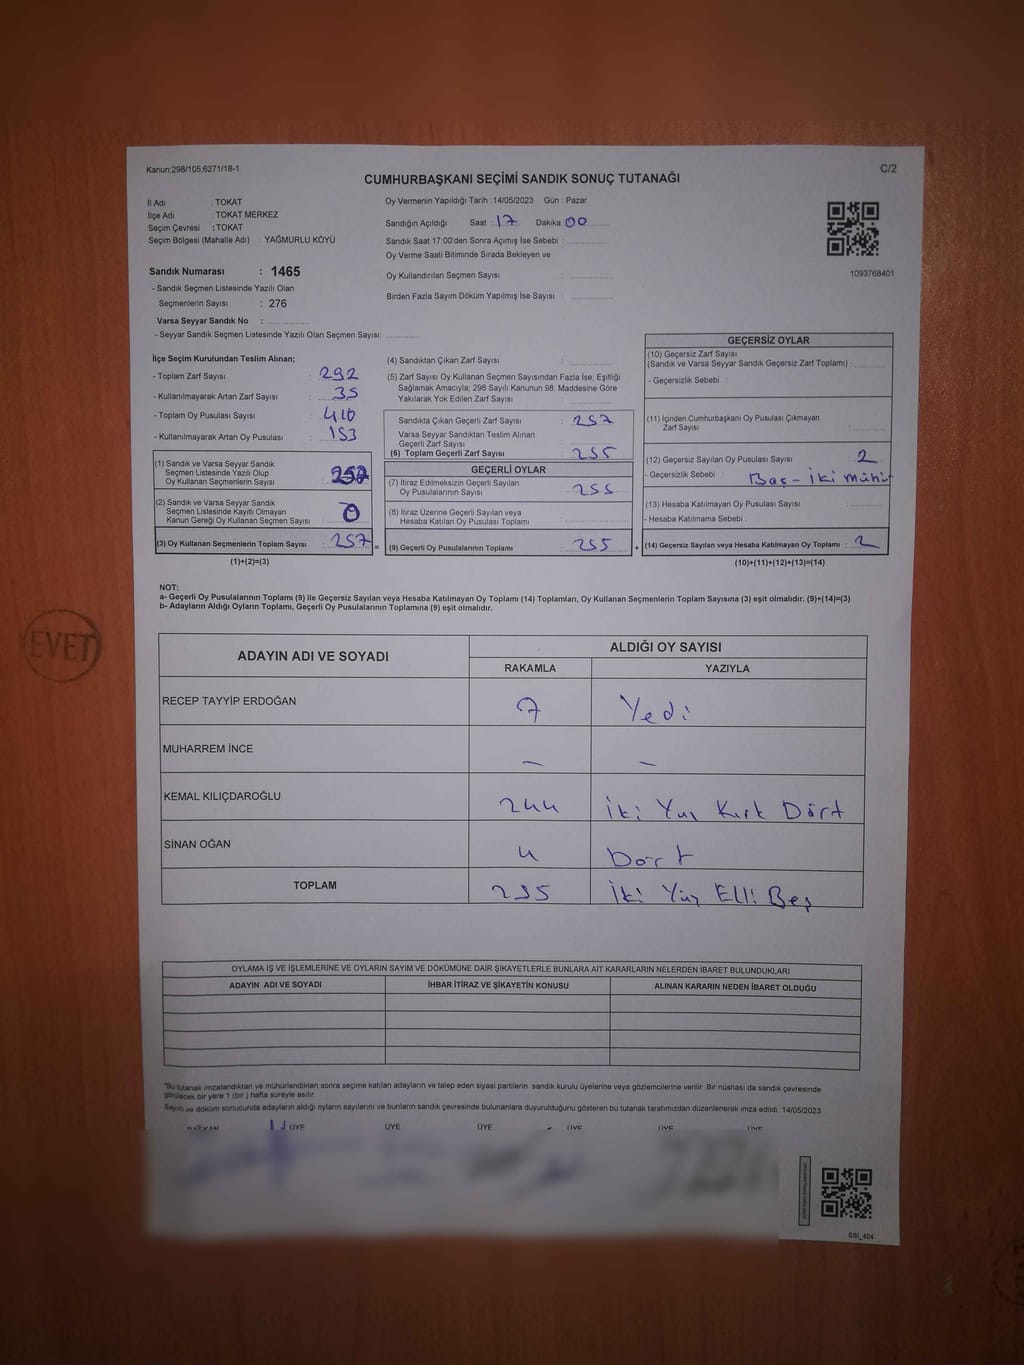 Kanun;298/105;6271/18-1
C/2
CUMHURBAŞKANI SEÇİMİ SANDIK SONUÇ TUTANAĞI
İl Adı : TOKAT
İlçe Adı : TOKAT MERKEZ
Seçim Çevresi : TOKAT
Seçim Bölgesi (Mahalle Adı) : YAĞMURLU KÖYÜ
Oy Vermenin Yapıldığı Tarih : 14/05/2023 Gün : Pazar
Sandığın Açıldığı Saat : 17 Dakika : 00
Sandık Saat 17:00'den Sonra Açımış İse Sebebi :
Oy Verme Saati Bitiminde Sırada Bekleyen ve
Oy Kullandırılan Seçmen Sayısı :
Birden Fazla Sayım Döküm Yapılmış İse Sayısı :
1093768401
Sandık Numarası : 1465
- Sandık Seçmen Listesinde Yazılı Olan
Seçmenlerin Sayısı : 276
Varsa Seyyar Sandık No :
- Seyyar Sandık Seçmen Listesinde Yazılı Olan Seçmen Sayısı:
İlçe Seçim Kurulundan Teslim Alınan;
- Toplam Zarf Sayısı : 292
- Kullanılmayarak Artan Zarf Sayısı : 35
- Toplam Oy Pusulası Sayısı : 410
- Kullanılmayarak Artan Oy Pusulası : 153
(1) Sandık ve Varsa Seyyar Sandık
Seçmen Listesinde Yazılı Olup
Oy Kullanan Seçmenlerin Sayısı : 257
(2) Sandık ve Varsa Seyyar Sandık
Seçmen Listesinde Kayıtlı Olmayan
Kanun Gereği Oy Kullanan Seçmen Sayısı : 0
(3) Oy Kullanan Seçmenlerin Toplam Sayısı : 257
(1)+(2)=(3)
(4) Sandıktan Çıkan Zarf Sayısı :
(5) Zarf Sayısı Oy Kullanan Seçmen Sayısından Fazla İse, Eşitliği
Sağlamak Amacıyla; 298 Sayılı Kanunun 98. Maddesine Göre
Yakılarak Yok Edilen Zarf Sayısı :
Sandıkta Çıkan Geçerli Zarf Sayısı : 257
Varsa Seyyar Sandıktan Teslim Alınan
Geçerli Zarf Sayısı :
(6) Toplam Geçerli Zarf Sayısı : 255
GEÇERLİ OYLAR
(7) İtiraz Edilmeksizin Geçerli Sayılan
Oy Pusulalarının Sayısı : 255
(8) İtiraz Üzerine Geçerli Sayılan veya
Hesaba Katılan Oy Pusulası Toplamı :
= (9) Geçerli Oy Pusulalarının Toplamı : 255
GEÇERSİZ OYLAR
(10) Geçersiz Zarf Sayısı
(Sandık ve Varsa Seyyar Sandık Geçersiz Zarf Toplamı) :
- Geçersizlik Sebebi :
(11) İçinden Cumhurbaşkanı Oy Pusulası Çıkmayan
Zarf Sayısı :
(12) Geçersiz Sayılan Oy Pusulası Sayısı : 2
- Geçersizlik Sebebi : Boş - İki Mühür
(13) Hesaba Katılmayan Oy Pusulası Sayısı :
- Hesaba Katılmama Sebebi :
+ (14) Geçersiz Sayılan veya Hesaba Katılmayan Oy Toplamı : 2
(10)+(11)+(12)+(13)=(14)
NOT:
a- Geçerli Oy Pusulalarının Toplamı (9) ile Geçersiz Sayılan veya Hesaba Katılmayan Oy Toplamı (14) Toplamları, Oy Kullanan Seçmenlerin Toplam Sayısına (3) eşit olmalıdır. (9)+(14)=(3)
b- Adayların Aldığı Oyların Toplamı, Geçerli Oy Pusulalarının Toplamına (9) eşit olmalıdır.
EVET
ADAYIN ADI VE SOYADI
ALDIĞI OY SAYISI
RAKAMLA YAZIYLA
RECEP TAYYİP ERDOĞAN 7 Yedi
MUHARREM İNCE — —
KEMAL KILIÇDAROĞLU 244 İki Yüz Kırk Dört
SİNAN OĞAN 4 Dört
TOPLAM 255 İki Yüz Elli Beş
OYLAMA İŞ VE İŞLEMLERİNE VE OYLARIN SAYIM VE DÖKÜMÜNE DAİR ŞİKAYETLERLE BUNLARA AİT KARARLARIN NELERDEN İBARET BULUNDUKLARI
ADAYIN ADI VE SOYADI İHBAR İTİRAZ VE ŞİKAYETİN KONUSU ALINAN KARARIN NEDEN İBARET OLDUĞU
"Bu tutanak imzalandıktan ve mühürlendikten sonra seçime katılan adayların ve talep eden siyasi partilerin sandık kurulu üyelerine veya gözlemcilerine verilir. Bir nüshası da sandık çevresinde
görülecek bir yere 1 (bir) hafta süreyle asılır.
Sayım ve döküm sonucunda adayların aldığı oyların sayılarını ve bunların sandık çevresinde bulunanlara duyurulduğunu gösteren bu tutanak tarafımızdan düzenlenerek imza edildi. 14/05/2023
BAŞKAN ÜYE ÜYE ÜYE ÜYE ÜYE ÜYE
SSI_404